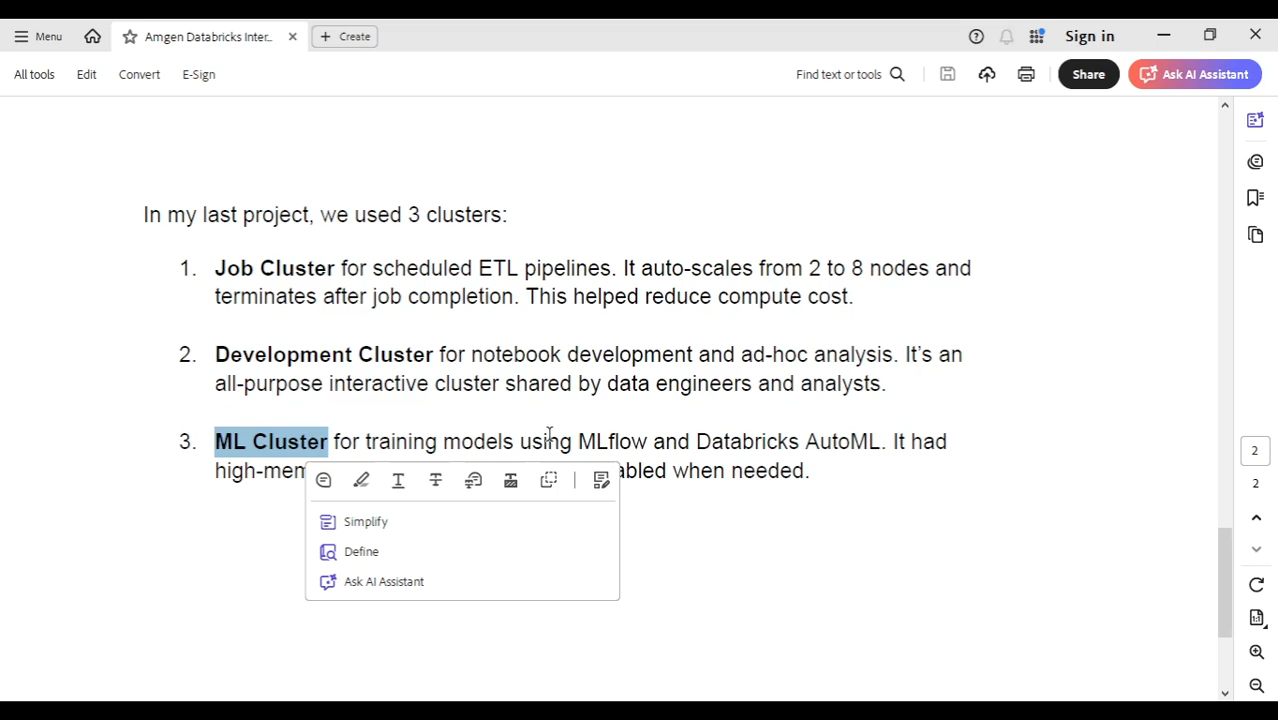 Menu
Amgen Databricks Inter...
Create
Sign in
All tools
Edit
Convert
E-Sign
Find text or tools
Share
Ask AI Assistant
In my last project, we used 3 clusters:
1. Job Cluster for scheduled ETL pipelines. It auto-scales from 2 to 8 nodes and
terminates after job completion. This helped reduce compute cost.
2. Development Cluster for notebook development and ad-hoc analysis. It's an
all-purpose interactive cluster shared by data engineers and analysts.
3. ML Cluster for training models using MLflow and Databricks AutoML. It had
when needed.
Simplify
Define
Ask AI Assistant
2
2
1:1